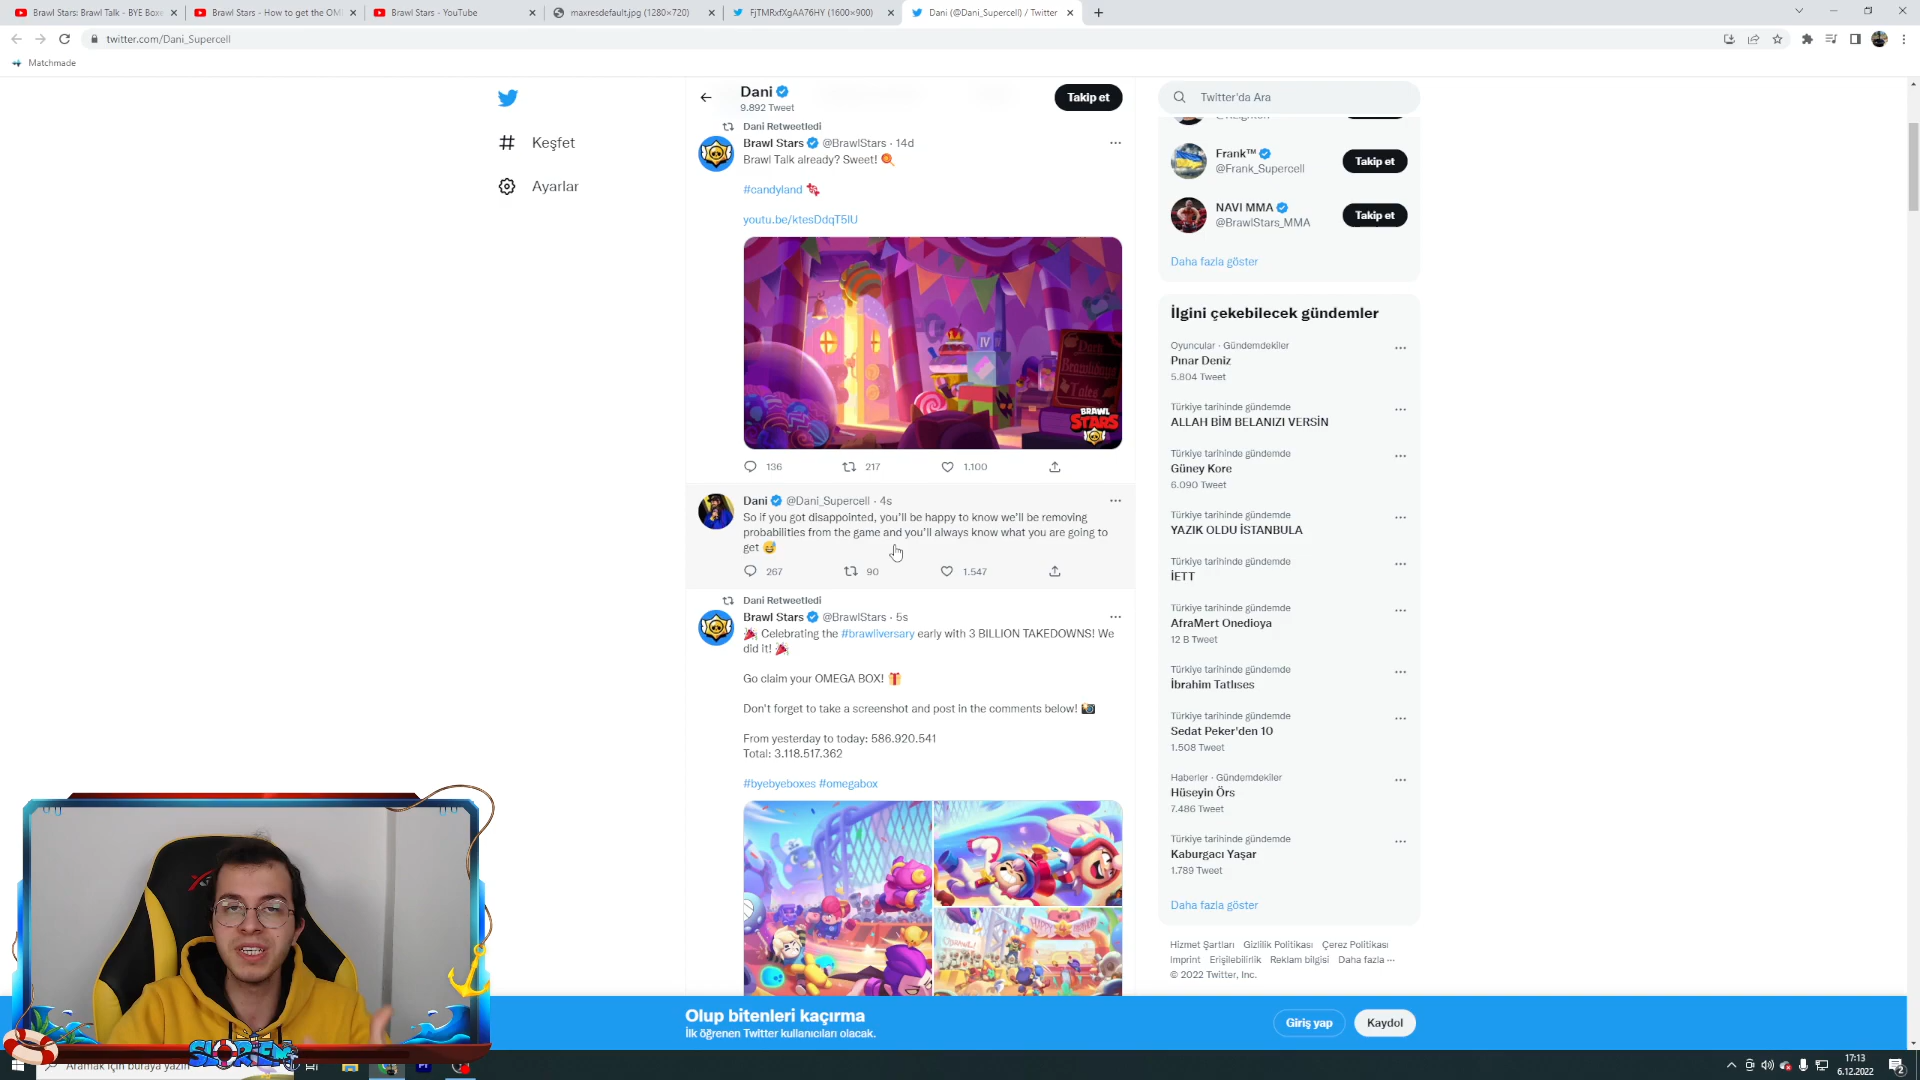 Brawl Stars: Brawl Talk - BYE Boxe
Brawl Stars - How to get the OM
Brawl Stars - YouTube
maxresdefault.jpg (1280×720)
FjTMRxfXgAA76HY (1600×900)
Dani (@Dani_Supercell) / Twitter
twitter.com/Dani_Supercell
Matchmade
Keşfet
Ayarlar
Dani
9.892 Tweet
Takip et
Dani Retweetledi
Brawl Stars @BrawlStars · 14d
Brawl Talk already? Sweet! 🍭
#candyland 🍬
youtu.be/ktesDdqT5IU
IV
Dark
Brawlidays
Tales
BRAWL
STARS
136
217
1.100
Dani @Dani_Supercell · 4s
So if you got disappointed, you'll be happy to know we'll be removing
probabilities from the game and you'll always know what you are going to
get 😅
267
90
1.547
Dani Retweetledi
Brawl Stars @BrawlStars · 5s
🎉 Celebrating the #brawliversary early with 3 BILLION TAKEDOWNS! We
did it! 🎉
Go claim your OMEGA BOX! 🎁
Don't forget to take a screenshot and post in the comments below! 📸
From yesterday to today: 586.920.541
Total: 3.118.517.362
#byebyeboxes #omegabox
Twitter'da Ara
Frank™
@Frank_Supercell
Takip et
NAVI MMA
@BrawlStars_MMA
Takip et
Daha fazla göster
İlgini çekebilecek gündemler
Oyuncular · Gündemdekiler
Pınar Deniz
5.804 Tweet
Türkiye tarihinde gündemde
ALLAH BİM BELANIZI VERSİN
Türkiye tarihinde gündemde
Güney Kore
6.090 Tweet
Türkiye tarihinde gündemde
YAZIK OLDU İSTANBULA
Türkiye tarihinde gündemde
İETT
Türkiye tarihinde gündemde
AfraMert Onedioya
12 B Tweet
Türkiye tarihinde gündemde
İbrahim Tatlıses
Türkiye tarihinde gündemde
Sedat Peker'den 10
1.508 Tweet
Haberler · Gündemdekiler
Hüseyin Örs
7.486 Tweet
Türkiye tarihinde gündemde
Kaburgacı Yaşar
1.789 Tweet
Daha fazla göster
Hizmet Şartları Gizlilik Politikası Çerez Politikası
Imprint Erişilebilirlik Reklam bilgisi Daha fazla ···
© 2022 Twitter, Inc.
Olup bitenleri kaçırma
İlk öğrenen Twitter kullanıcıları olacak.
Giriş yap
Kaydol
SLORIEN
Aramak için buraya yazın
17:13
6.12.2022
2